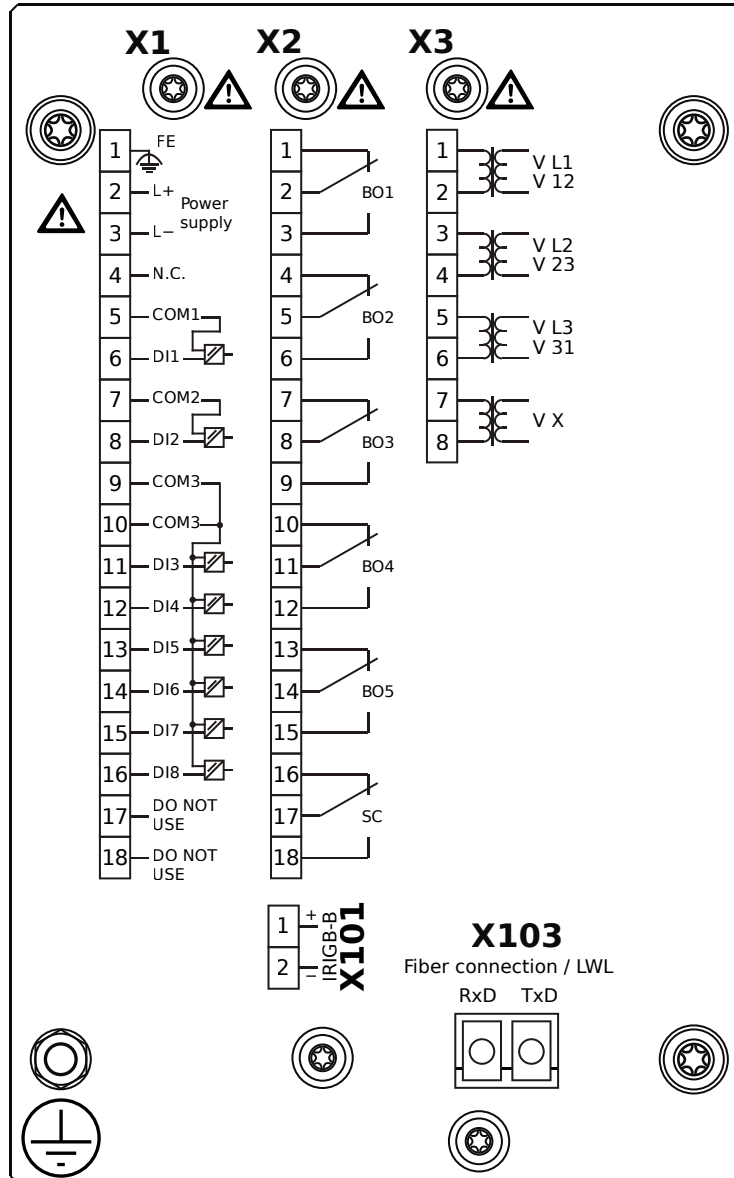 X1
X2
X3
1 FE
2 L+
Power
supply
3 L−
4 N.C.
5 COM1
6 DI1
7 COM2
8 DI2
9 COM3
10 COM3
11 DI3
12 DI4
13 DI5
14 DI6
15 DI7
16 DI8
17 DO NOT
USE
18 DO NOT
USE
1
2 BO1
3
4
5 BO2
6
7
8 BO3
9
10
11 BO4
12
13
14 BO5
15
16
17 SC
18
1 V L1
2 V 12
3 V L2
4 V 23
5 V L3
6 V 31
7
V X
8
1 +
2 −
IRIGB-B
X101
X103
Fiber connection / LWL
RxD TxD